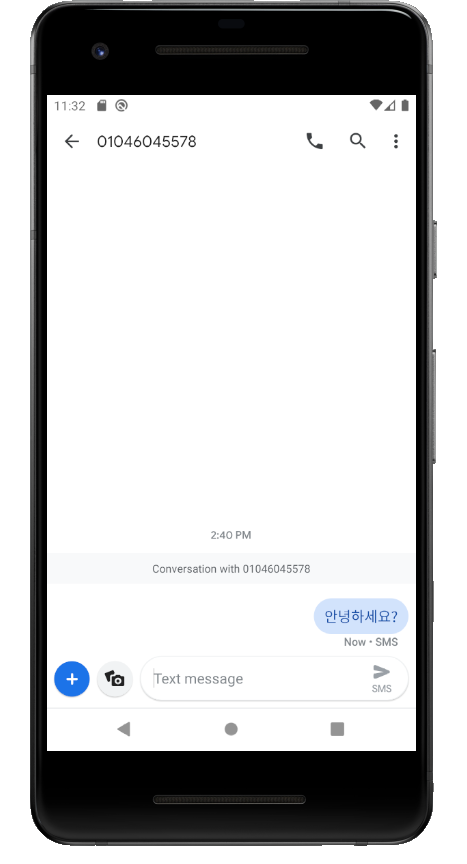 11:32
01046045578
2:40 PM
Conversation with 01046045578
안녕하세요?
Now • SMS
Text message
SMS